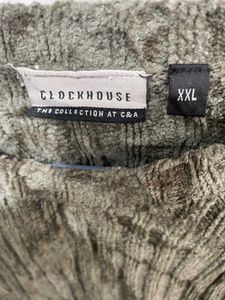 CLOCKHOUSE
THE COLLECTION AT C&A
XXL